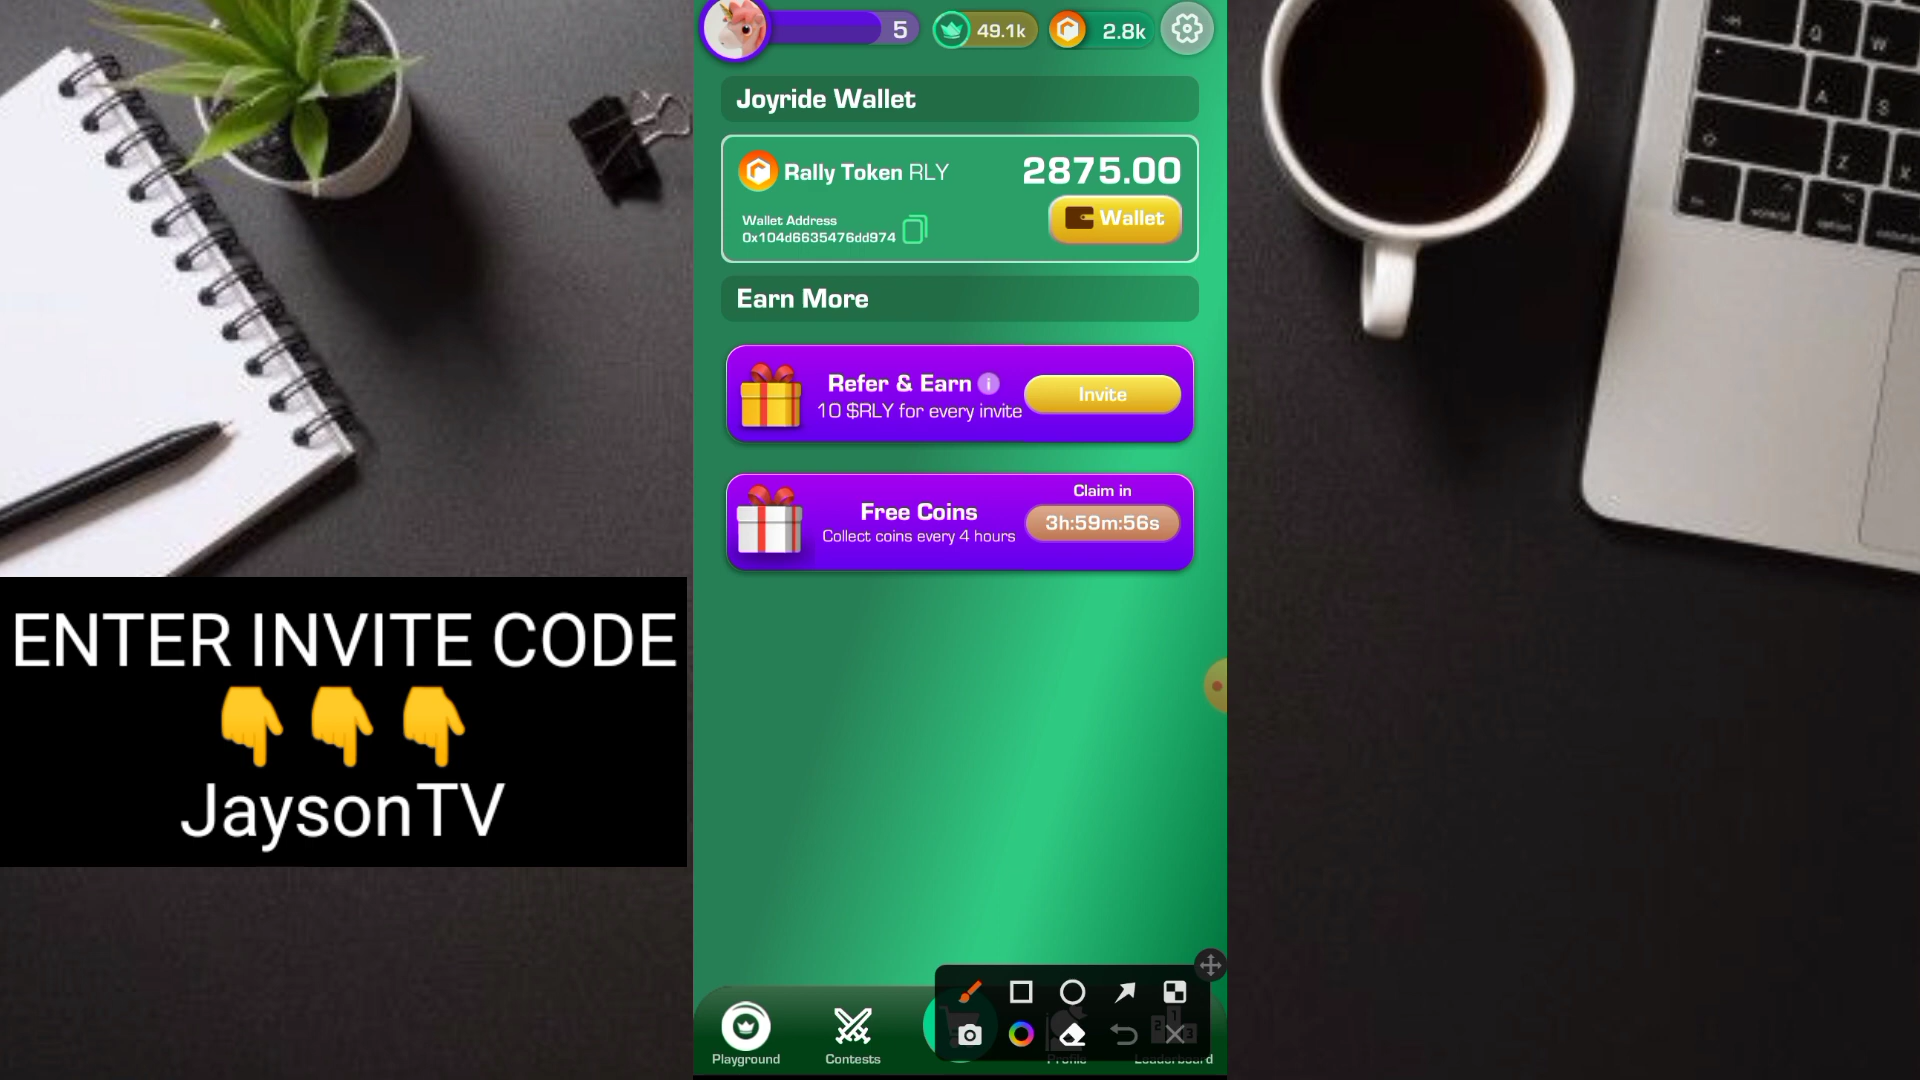 5
49.1k
2.8k
Joyride Wallet
Rally Token RLY
2875.00
Wallet Address
0x104d6635476dd974
Wallet
Earn More
Refer & Earn i
10 $RLY for every invite
Invite
Claim in
Free Coins
3h:59m:56s
Collect coins every 4 hours
ENTER INVITE CODE
👇👇👇
JaysonTV
Playground
Contests
Profile
Leaderboard
Q
W
A
S
Z
X